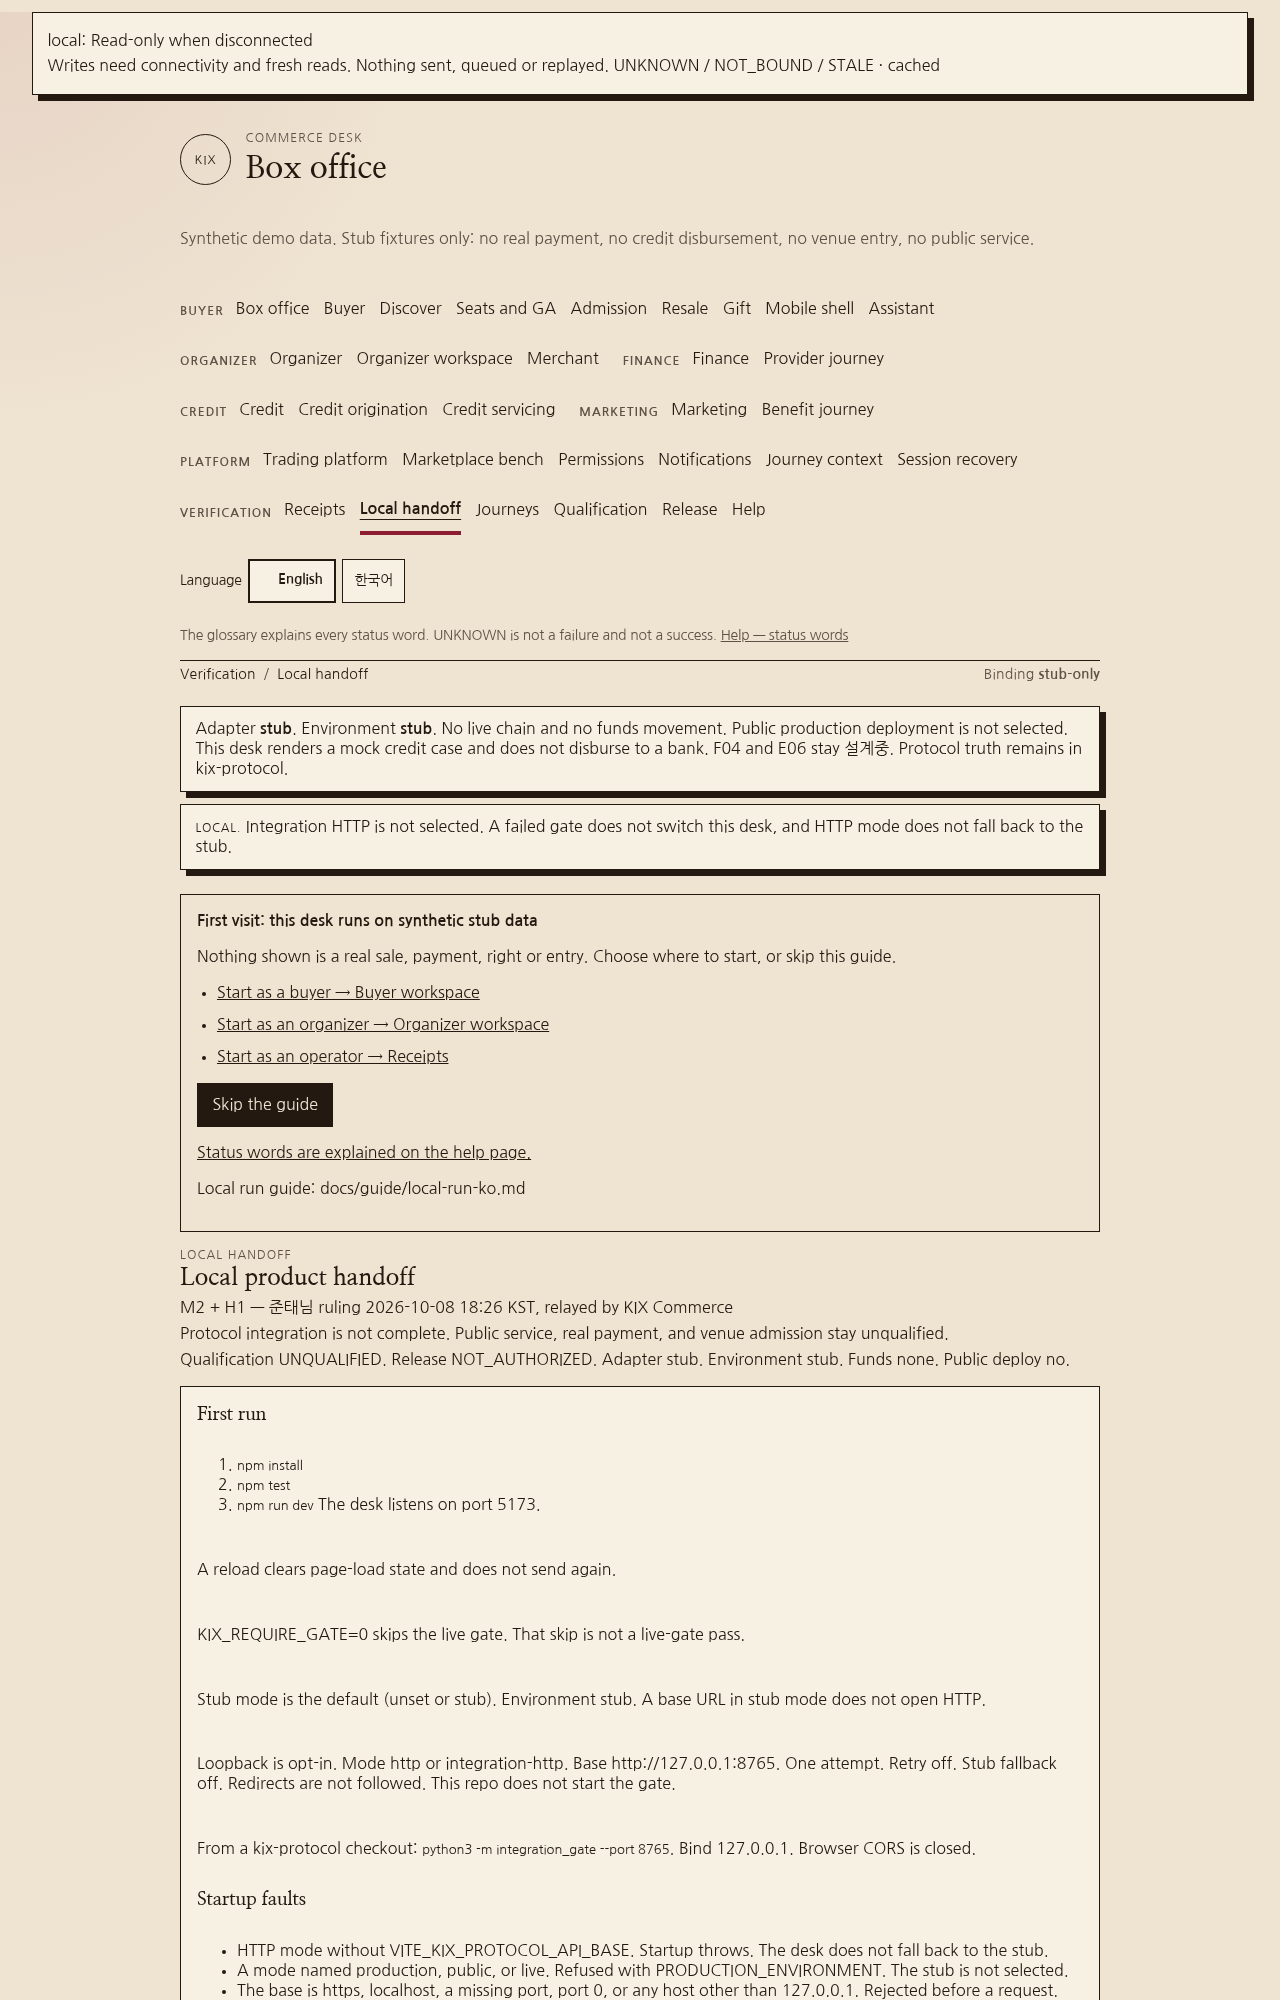 local: Read-only when disconnected
Writes need connectivity and fresh reads. Nothing sent, queued or replayed. UNKNOWN / NOT_BOUND / STALE · cached
KIX
COMMERCE DESK
Box office
Synthetic demo data. Stub fixtures only: no real payment, no credit disbursement, no venue entry, no public service.
BUYER Box office Buyer Discover Seats and GA Admission Resale Gift Mobile shell Assistant
ORGANIZER Organizer Organizer workspace Merchant FINANCE Finance Provider journey
CREDIT Credit Credit origination Credit servicing MARKETING Marketing Benefit journey
PLATFORM Trading platform Marketplace bench Permissions Notifications Journey context Session recovery
VERIFICATION Receipts Local handoff Journeys Qualification Release Help
Language English 한국어
The glossary explains every status word. UNKNOWN is not a failure and not a success. Help — status words
Verification / Local handoff Binding stub-only
Adapter stub. Environment stub. No live chain and no funds movement. Public production deployment is not selected.
This desk renders a mock credit case and does not disburse to a bank. F04 and E06 stay 설계중. Protocol truth remains in
kix-protocol.
LOCAL. Integration HTTP is not selected. A failed gate does not switch this desk, and HTTP mode does not fall back to the
stub.
First visit: this desk runs on synthetic stub data
Nothing shown is a real sale, payment, right or entry. Choose where to start, or skip this guide.
• Start as a buyer → Buyer workspace
• Start as an organizer → Organizer workspace
• Start as an operator → Receipts
Skip the guide
Status words are explained on the help page.
Local run guide: docs/guide/local-run-ko.md
LOCAL HANDOFF
Local product handoff
M2 + H1 — 준태님 ruling 2026-10-08 18:26 KST, relayed by KIX Commerce
Protocol integration is not complete. Public service, real payment, and venue admission stay unqualified.
Qualification UNQUALIFIED. Release NOT_AUTHORIZED. Adapter stub. Environment stub. Funds none. Public deploy no.
First run
1. npm install
2. npm test
3. npm run dev The desk listens on port 5173.
A reload clears page-load state and does not send again.
KIX_REQUIRE_GATE=0 skips the live gate. That skip is not a live-gate pass.
Stub mode is the default (unset or stub). Environment stub. A base URL in stub mode does not open HTTP.
Loopback is opt-in. Mode http or integration-http. Base http://127.0.0.1:8765. One attempt. Retry off. Stub fallback
off. Redirects are not followed. This repo does not start the gate.
From a kix-protocol checkout: python3 -m integration_gate --port 8765. Bind 127.0.0.1. Browser CORS is closed.
Startup faults
• HTTP mode without VITE_KIX_PROTOCOL_API_BASE. Startup throws. The desk does not fall back to the stub.
• A mode named production, public, or live. Refused with PRODUCTION_ENVIRONMENT. The stub is not selected.
• The base is https, localhost, a missing port, port 0, or any host other than 127.0.0.1. Rejected before a request.